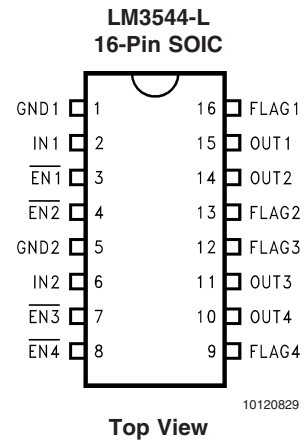 LM3544-L
16-Pin SOIC
GND1 1 16 FLAG1
IN1 2 15 OUT1
EN1 3 14 OUT2
EN2 4 13 FLAG2
GND2 5 12 FLAG3
IN2 6 11 OUT3
EN3 7 10 OUT4
EN4 8 9 FLAG4
10120829
Top View